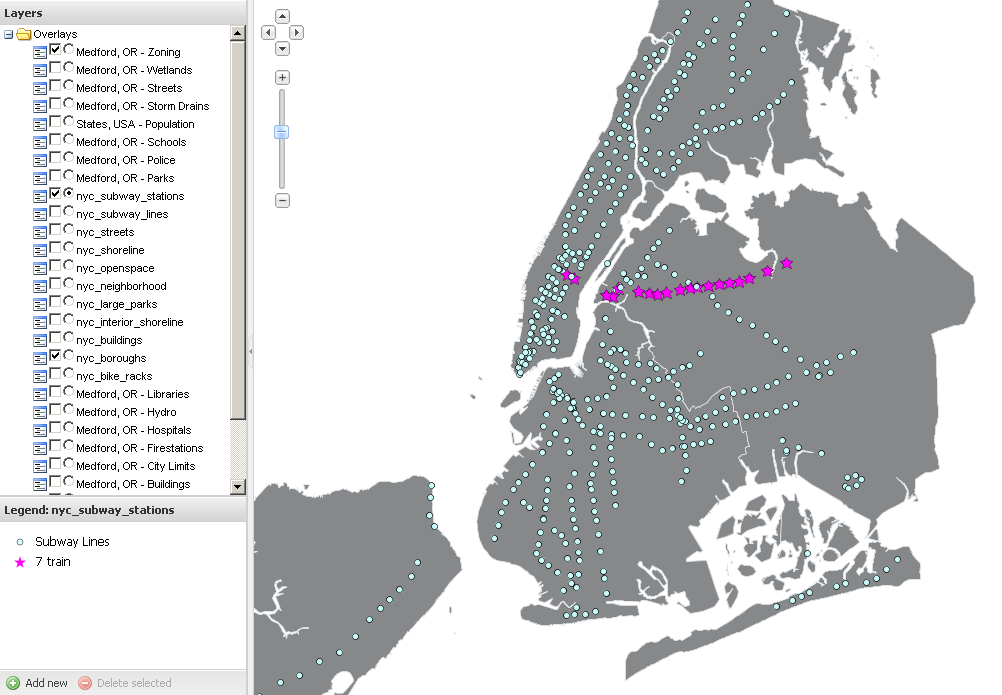 Layers
Overlays
Medford, OR - Zoning
Medford, OR - Wetlands
Medford, OR - Streets
Medford, OR - Storm Drains
States, USA - Population
Medford, OR - Schools
Medford, OR - Police
Medford, OR - Parks
nyc_subway_stations
nyc_subway_lines
nyc_streets
nyc_shoreline
nyc_openspace
nyc_neighborhood
nyc_large_parks
nyc_interior_shoreline
nyc_buildings
nyc_boroughs
nyc_bike_racks
Medford, OR - Libraries
Medford, OR - Hydro
Medford, OR - Hospitals
Medford, OR - Firestations
Medford, OR - City Limits
Medford, OR - Buildings
Legend: nyc_subway_stations
Subway Lines
7 train
Add new Delete selected